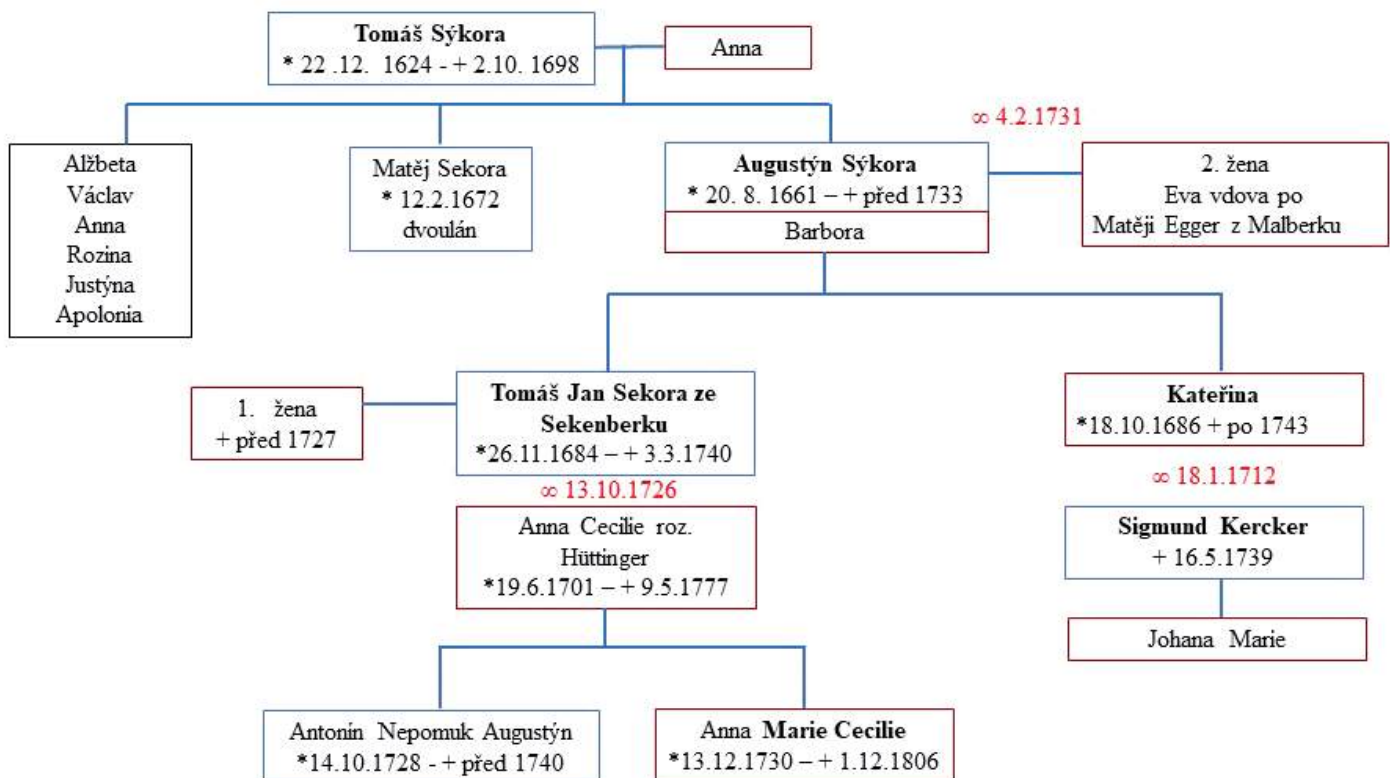 Tomáš Sýkora
* 22 .12. 1624 - + 2.10. 1698
Anna
∞ 4.2.1731
Alžbeta
Václav
Anna
Rozina
Justýna
Apolonia
Matěj Sekora
* 12.2.1672
dvoulán
Augustýn Sýkora
* 20. 8. 1661 – + před 1733
Barbora
2. žena
Eva vdova po
Matěji Egger z Malberku
1. žena
+ před 1727
Tomáš Jan Sekora ze
Sekenberku
*26.11.1684 – + 3.3.1740
∞ 13.10.1726
Anna Cecilie roz.
Hüttinger
*19.6.1701 – + 9.5.1777
Kateřina
*18.10.1686 + po 1743
∞ 18.1.1712
Sigmund Kercker
+ 16.5.1739
Johana Marie
Antonín Nepomuk Augustýn
*14.10.1728 - + před 1740
Anna Marie Cecilie
*13.12.1730 – + 1.12.1806